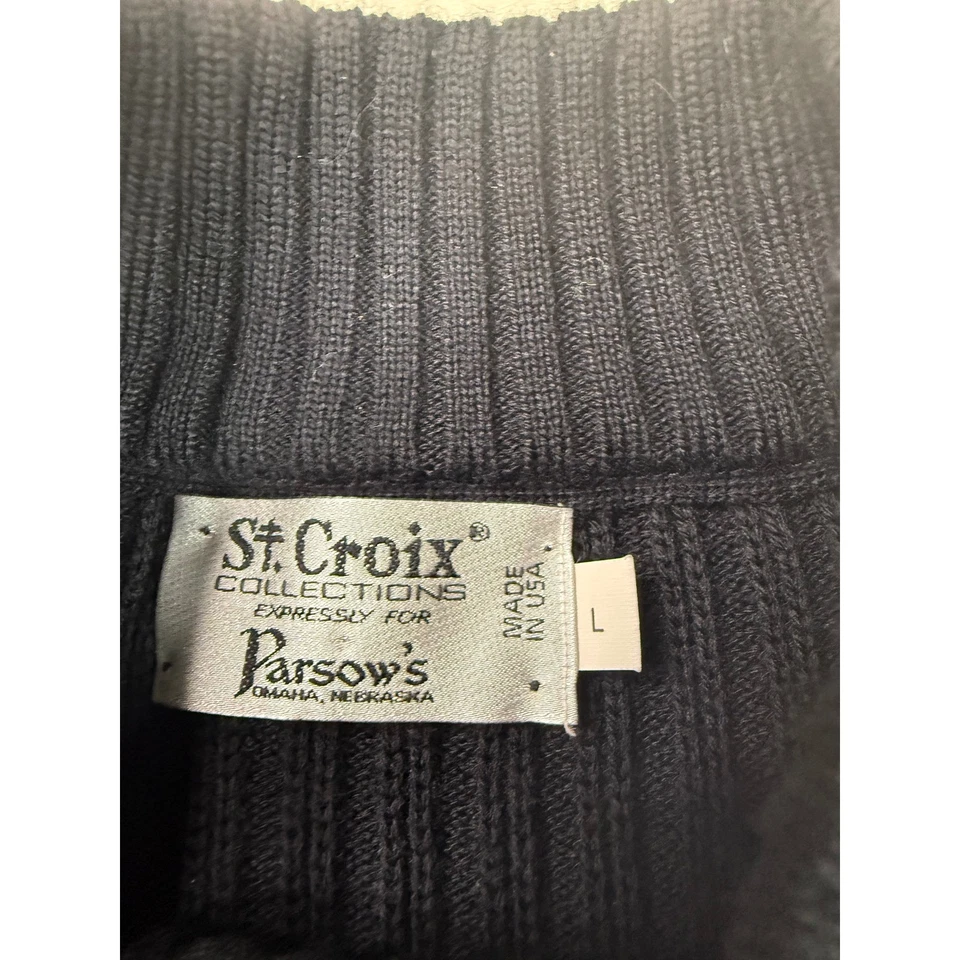 St. Croix®
COLLECTIONS
EXPRESSLY FOR
Parsow's
OMAHA, NEBRASKA
MADE
IN USA
L